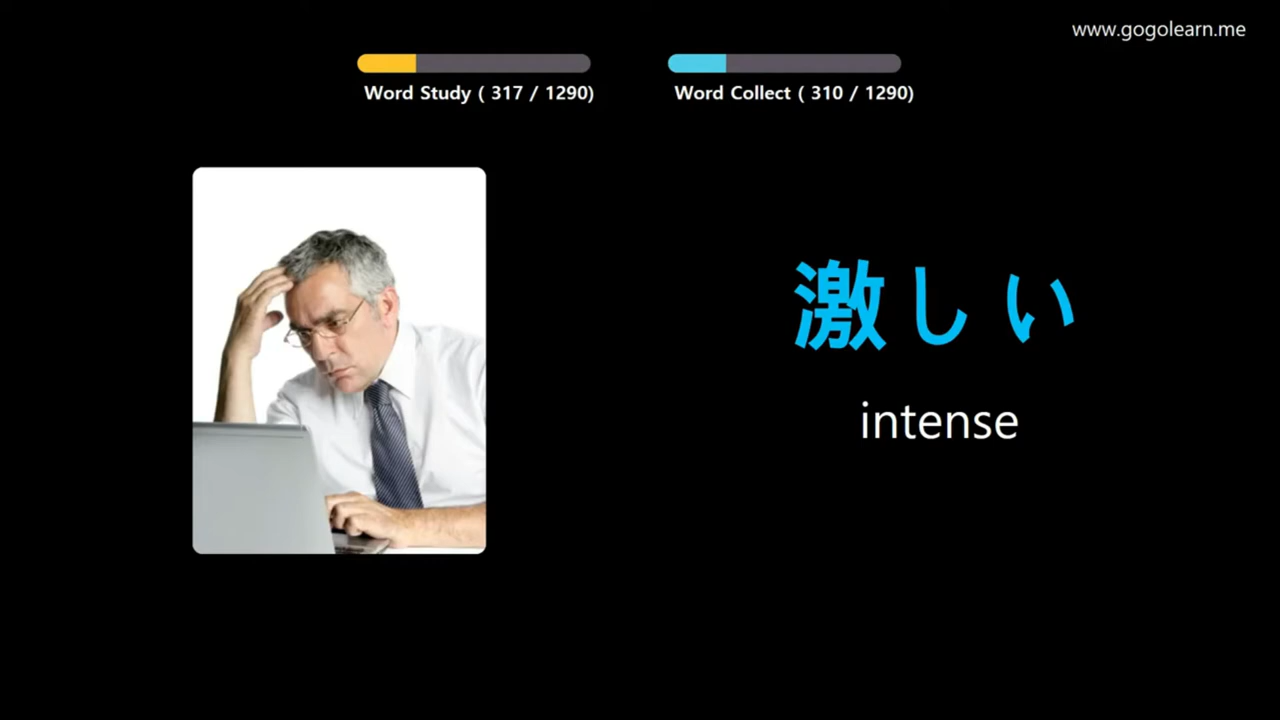 www.gogolearn.me
Word Study ( 317 / 1290)
Word Collect ( 310 / 1290)
激しい
intense